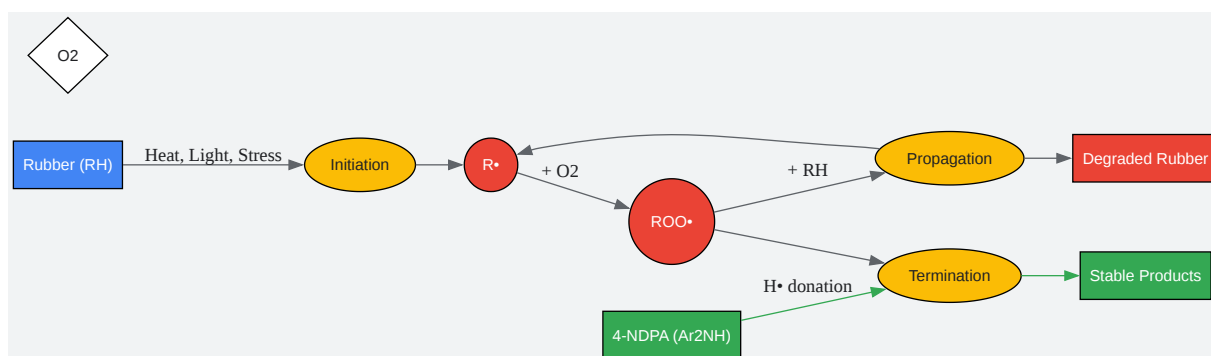 O2
Rubber (RH)
Heat, Light, Stress
Initiation
R•
+ O2
ROO•
+ RH
Propagation
Degraded Rubber
H• donation
Termination
Stable Products
4-NDPA (Ar2NH)